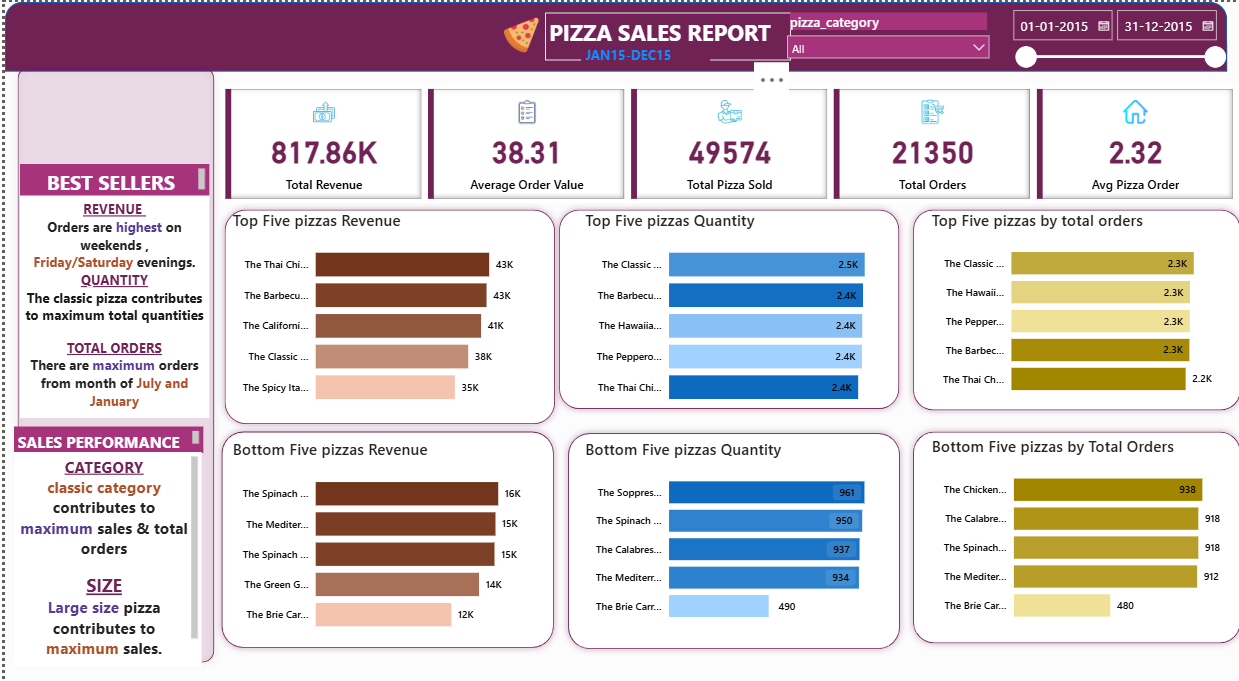 PIZZA SALES REPORT
JAN15-DEC15
pizza_category
All
01-01-2015
31-12-2015
817.86K
Total Revenue
38.31
Average Order Value
49574
Total Pizza Sold
21350
Total Orders
2.32
Avg Pizza Order
BEST SELLERS
REVENUE
Orders are highest on
weekends ,
Friday/Saturday evenings.
QUANTITY
The classic pizza contributes
to maximum total quantities
TOTAL ORDERS
There are maximum orders
from month of July and
January
SALES PERFORMANCE
CATEGORY
classic category
contributes to
maximum sales & total
orders
SIZE
Large size pizza
contributes to
maximum sales.
Top Five pizzas Revenue
The Thai Chi... 43K
The Barbecu... 43K
The Californi... 41K
The Classic ... 38K
The Spicy Ita... 35K
Top Five pizzas Quantity
The Classic ... 2.5K
The Barbecu... 2.4K
The Hawaiia... 2.4K
The Peppero... 2.4K
The Thai Chi... 2.4K
Top Five pizzas by total orders
The Classic ... 2.3K
The Hawaii... 2.3K
The Pepper... 2.3K
The Barbec... 2.3K
The Thai Ch... 2.2K
Bottom Five pizzas Revenue
The Spinach ... 16K
The Mediter... 15K
The Spinach ... 15K
The Green G... 14K
The Brie Car... 12K
Bottom Five pizzas Quantity
The Soppres... 961
The Spinach ... 950
The Calabres... 937
The Mediterr... 934
The Brie Carr... 490
Bottom Five pizzas by Total Orders
The Chicken... 938
The Calabre... 918
The Spinach... 918
The Mediter... 912
The Brie Car... 480